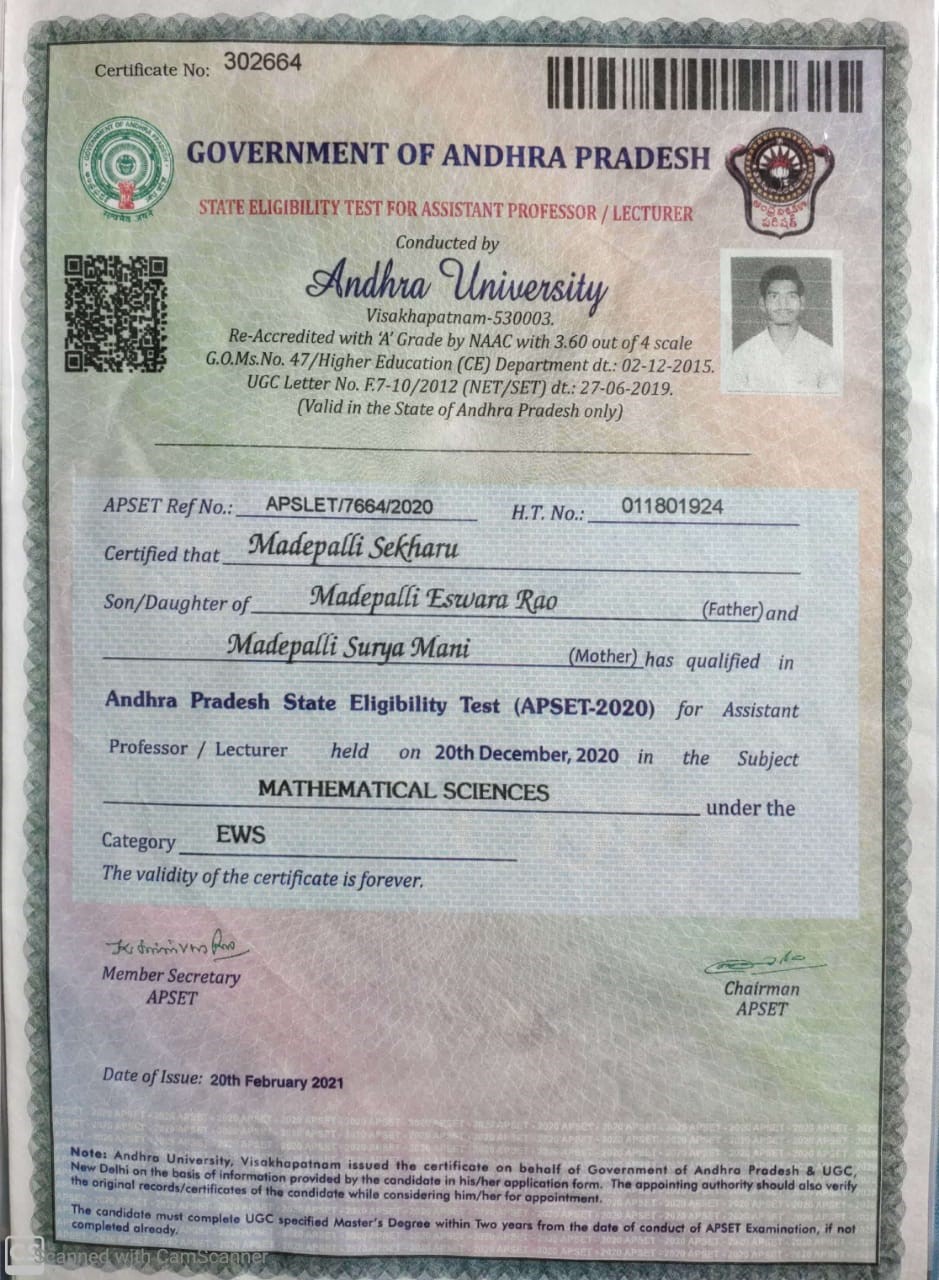 Certificate No: 302664
GOVERNMENT OF ANDHRA PRADESH
STATE ELIGIBILITY TEST FOR ASSISTANT PROFESSOR / LECTURER
Conducted by
Andhra University
Visakhapatnam-530003.
Re-Accredited with 'A' Grade by NAAC with 3.60 out of 4 scale
G.O.Ms.No. 47/Higher Education (CE) Department dt.: 02-12-2015.
UGC Letter No. F.7-10/2012 (NET/SET) dt.: 27-06-2019.
(Valid in the State of Andhra Pradesh only)
APSET Ref No.: APSLET/7664/2020 H.T. No.: 011801924
Certified that Madepalli Sekharu
Son/Daughter of Madepalli Eswara Rao (Father) and
Madepalli Surya Mani (Mother) has qualified in
Andhra Pradesh State Eligibility Test (APSET-2020) for Assistant
Professor / Lecturer held on 20th December, 2020 in the Subject
MATHEMATICAL SCIENCES under the
Category EWS
The validity of the certificate is forever.
Member Secretary
APSET
Chairman
APSET
Date of Issue: 20th February 2021
Note: Andhra University, Visakhapatnam issued the certificate on behalf of Government of Andhra Pradesh & UGC,
New Delhi on the basis of information provided by the candidate in his/her application form. The appointing authority should also verify
the original records/certificates of the candidate while considering him/her for appointment.
The candidate must complete UGC specified Master's Degree within Two years from the date of conduct of APSET Examination, if not
completed already.
Scanned with CamScanner